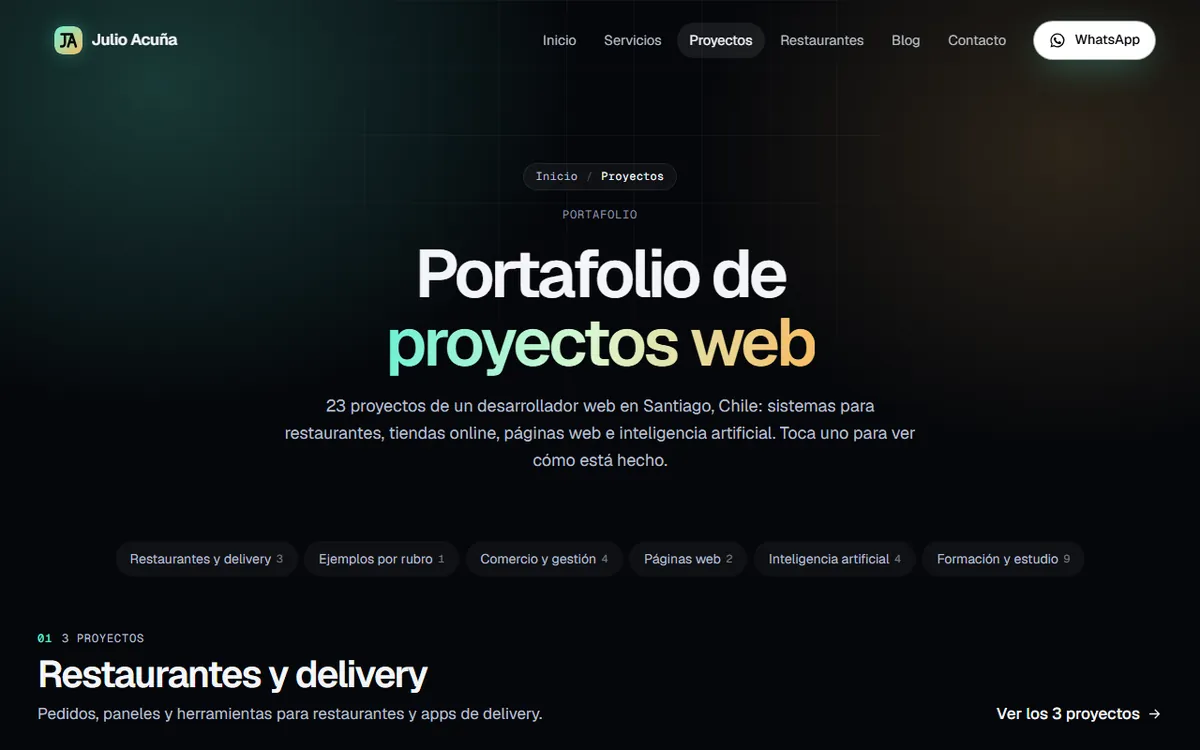 JA Julio Acuña
Inicio Servicios Proyectos Restaurantes Blog Contacto WhatsApp
Inicio / Proyectos
PORTAFOLIO
Portafolio de
proyectos web
23 proyectos de un desarrollador web en Santiago, Chile: sistemas para
restaurantes, tiendas online, páginas web e inteligencia artificial. Toca uno para ver
cómo está hecho.
Restaurantes y delivery 3 Ejemplos por rubro 1 Comercio y gestión 4 Páginas web 2 Inteligencia artificial 4 Formación y estudio 9
01 3 PROYECTOS
Restaurantes y delivery
Pedidos, paneles y herramientas para restaurantes y apps de delivery.
Ver los 3 proyectos →